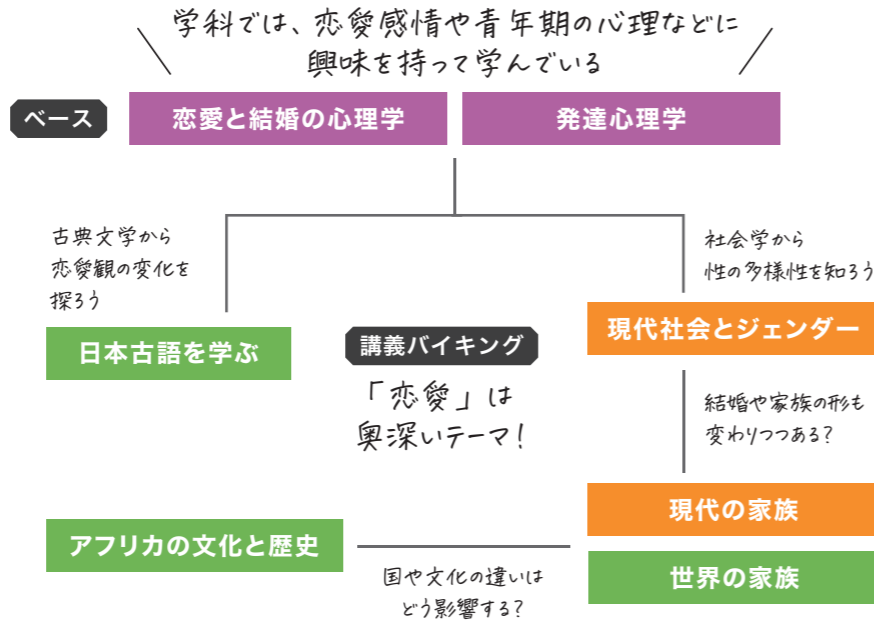 学科では、恋愛感情や青年期の心理などに
興味を持って学んでいる
ベース
恋愛と結婚の心理学
発達心理学
古典文学から
恋愛観の変化を
探ろう
社会学から
性の多様性を知ろう
日本古語を学ぶ
講義バイキング
現代社会とジェンダー
「恋愛」は
奥深いテーマ!
結婚や家族の形も
変わりつつある?
現代の家族
アフリカの文化と歴史
世界の家族
国や文化の違いは
どう影響する?